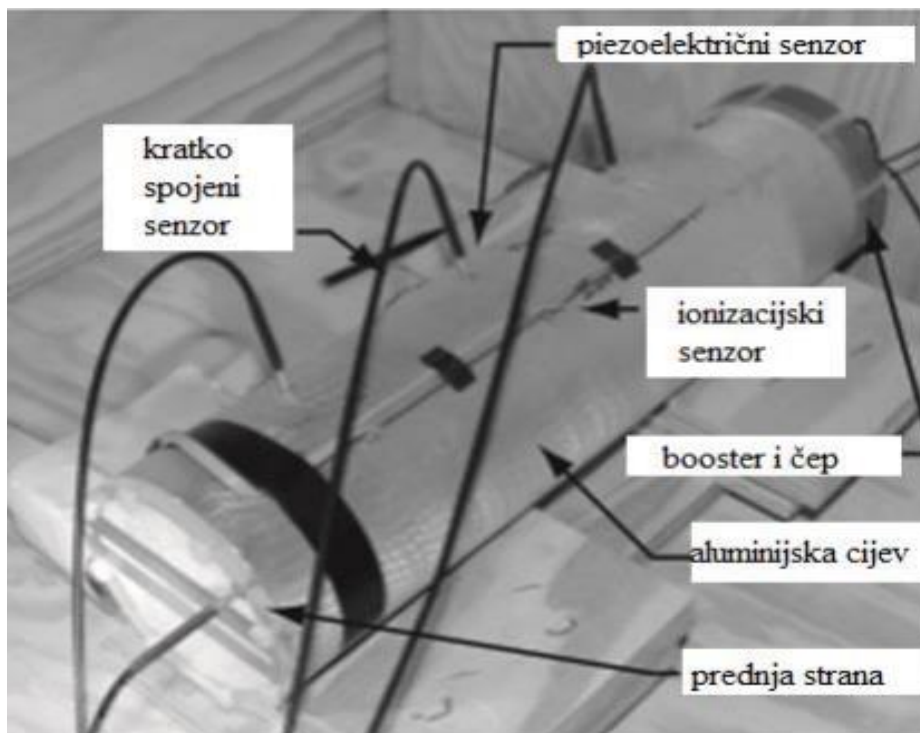 piezoelektrični senzor
kratko
spojeni
senzor
ionizacijski
senzor
booster i čep
aluminijska cijev
prednja strana